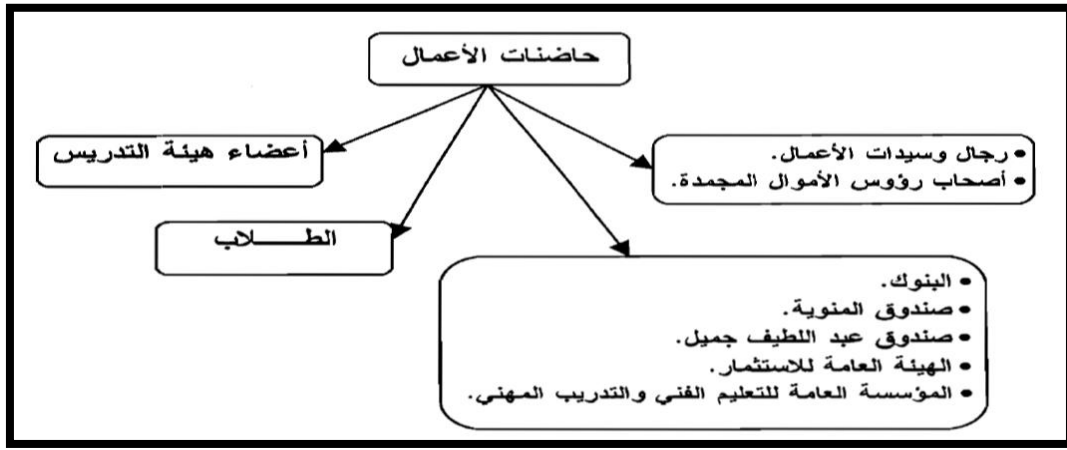 حاضنات الأعمال
• رجال وسيدات الأعمال.
• أصحاب رؤوس الأموال المجمدة.
أعضاء هيئة التدريس
الطـــــلاب
• البنوك.
• صندوق المنوية.
• صندوق عبد اللطيف جميل.
• الهيئة العامة للاستثمار.
• المؤسسة العامة للتعليم الفني والتدريب المهني.